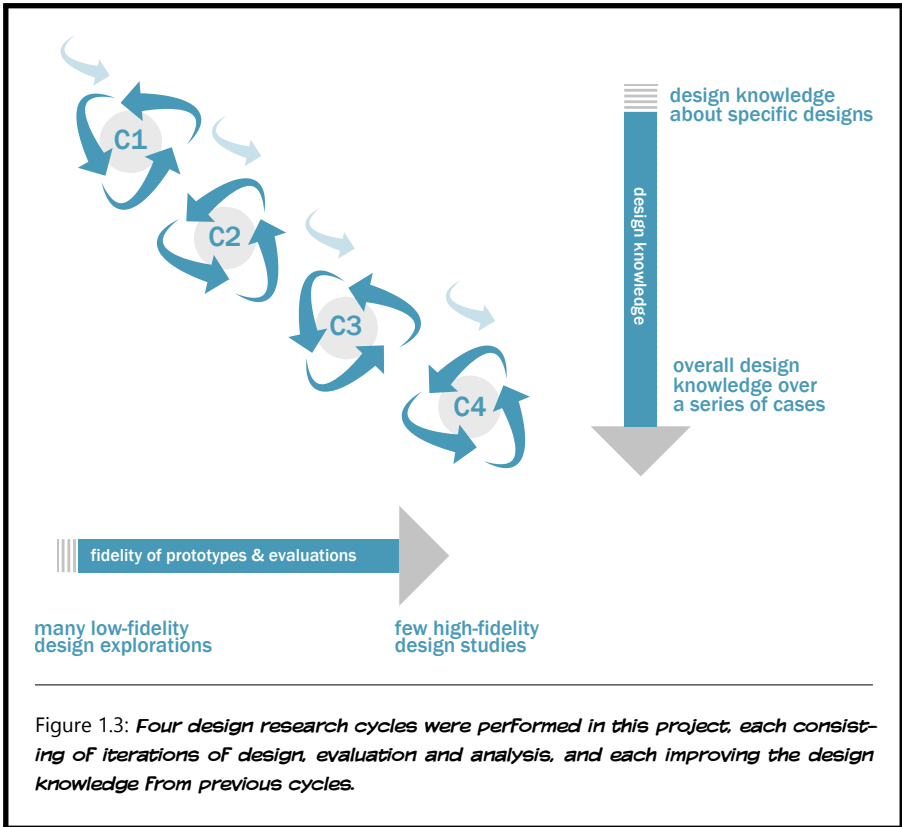 C1
C2
C3
C4
design knowledge
about specific designs
design knowledge
overall design
knowledge over
a series of cases
fidelity of prototypes & evaluations
many low-fidelity
design explorations
few high-fidelity
design studies
Figure 1.3: Four design research cycles were performed in this project, each consist-
ing of iterations of design, evaluation and analysis, and each improving the design
knowledge from previous cycles.